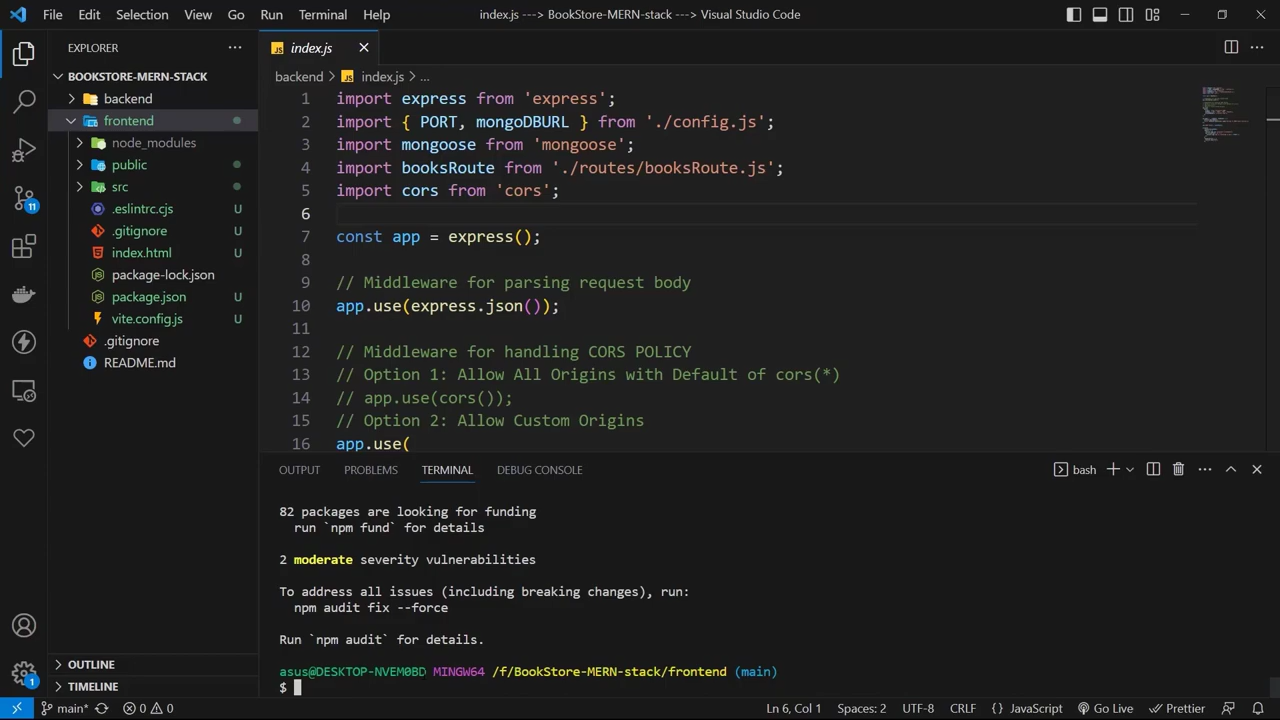 File Edit Selection View Go Run Terminal Help
index.js ---> BookStore-MERN-stack ---> Visual Studio Code
EXPLORER
BOOKSTORE-MERN-STACK
backend
frontend
node_modules
public
src
.eslintrc.cjs U
.gitignore U
index.html U
package-lock.json
package.json U
vite.config.js U
.gitignore
README.md
OUTLINE
TIMELINE
11
1
index.js
backend > index.js > ...
1 import express from 'express';
2 import { PORT, mongoDBURL } from './config.js';
3 import mongoose from 'mongoose';
4 import booksRoute from './routes/booksRoute.js';
5 import cors from 'cors';
6
7 const app = express();
8
9 // Middleware for parsing request body
10 app.use(express.json());
11
12 // Middleware for handling CORS POLICY
13 // Option 1: Allow All Origins with Default of cors(*)
14 // app.use(cors());
15 // Option 2: Allow Custom Origins
16 app.use(
OUTPUT PROBLEMS TERMINAL DEBUG CONSOLE
bash
82 packages are looking for funding
run `npm fund` for details
2 moderate severity vulnerabilities
To address all issues (including breaking changes), run:
npm audit fix --force
Run `npm audit` for details.
asus@DESKTOP-NVEM0BD MINGW64 /f/BookStore-MERN-stack/frontend (main)
$
main* 0 0 Ln 6, Col 1 Spaces: 2 UTF-8 CRLF {} JavaScript Go Live Prettier